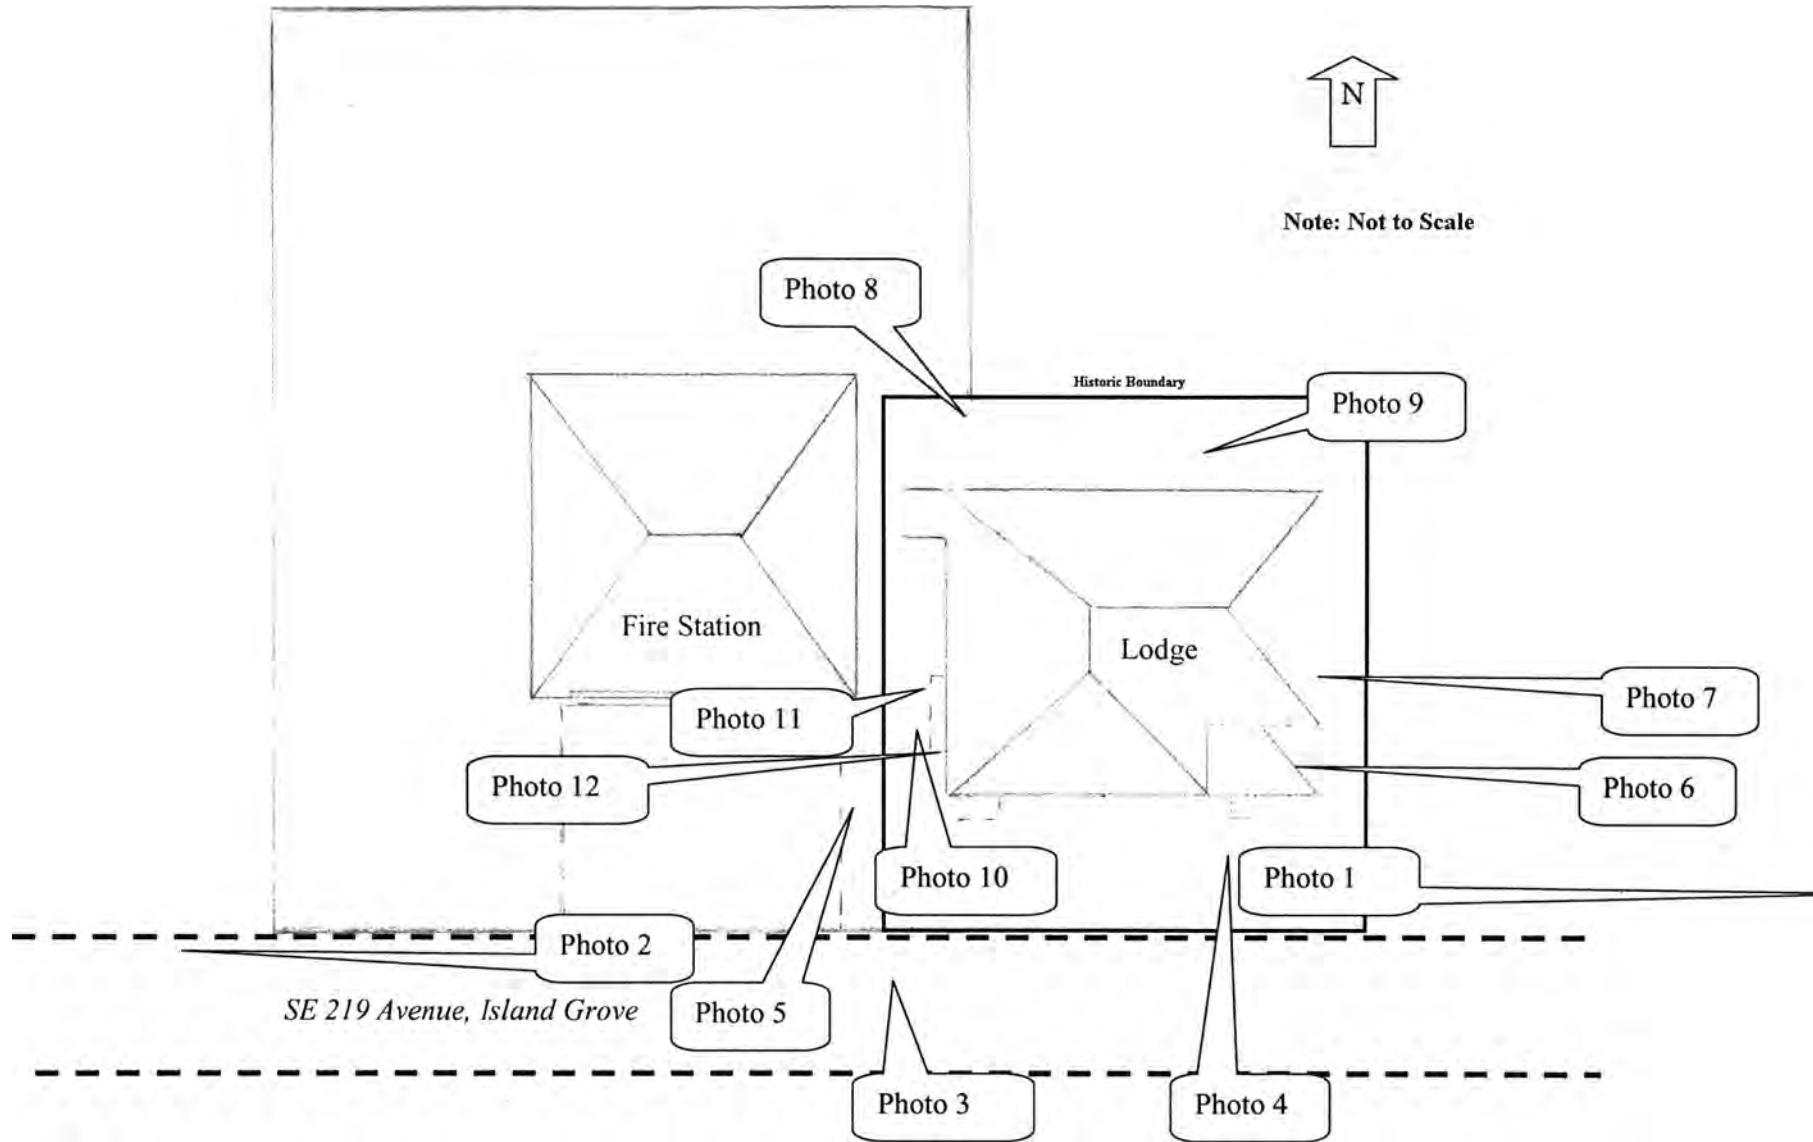 N
Note: Not to Scale
Photo 8
Historic Boundary
Photo 9
Fire Station
Lodge
Photo 7
Photo 11
Photo 12
Photo 6
Photo 10
Photo 1
Photo 2
SE 219 Avenue, Island Grove
Photo 5
Photo 3
Photo 4